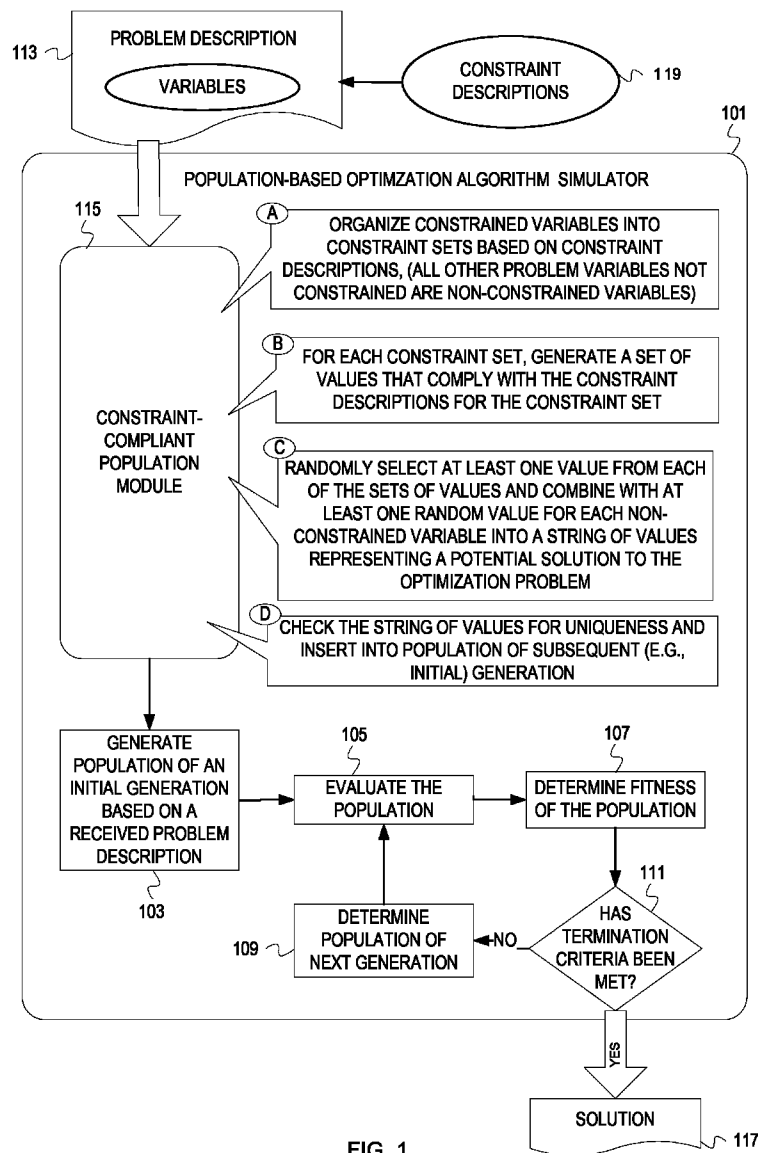 PROBLEM DESCRIPTION
113
VARIABLES
CONSTRAINT
DESCRIPTIONS
119
101
POPULATION-BASED OPTIMZATION ALGORITHM SIMULATOR
115
A
ORGANIZE CONSTRAINED VARIABLES INTO
CONSTRAINT SETS BASED ON CONSTRAINT
DESCRIPTIONS, (ALL OTHER PROBLEM VARIABLES NOT
CONSTRAINED ARE NON-CONSTRAINED VARIABLES)
B
FOR EACH CONSTRAINT SET, GENERATE A SET OF
VALUES THAT COMPLY WITH THE CONSTRAINT
DESCRIPTIONS FOR THE CONSTRAINT SET
CONSTRAINT-
COMPLIANT
POPULATION
MODULE
C
RANDOMLY SELECT AT LEAST ONE VALUE FROM EACH
OF THE SETS OF VALUES AND COMBINE WITH AT
LEAST ONE RANDOM VALUE FOR EACH NON-
CONSTRAINED VARIABLE INTO A STRING OF VALUES
REPRESENTING A POTENTIAL SOLUTION TO THE
OPTIMIZATION PROBLEM
D
CHECK THE STRING OF VALUES FOR UNIQUENESS AND
INSERT INTO POPULATION OF SUBSEQUENT (E.G.,
INITIAL) GENERATION
GENERATE
POPULATION OF AN
INITIAL GENERATION
BASED ON A
RECEIVED PROBLEM
DESCRIPTION
103
105
EVALUATE THE
POPULATION
107
DETERMINE FITNESS
OF THE POPULATION
111
HAS
TERMINATION
CRITERIA BEEN
MET?
NO
DETERMINE
POPULATION OF
NEXT GENERATION
109
YES
SOLUTION
117
FIG. 1